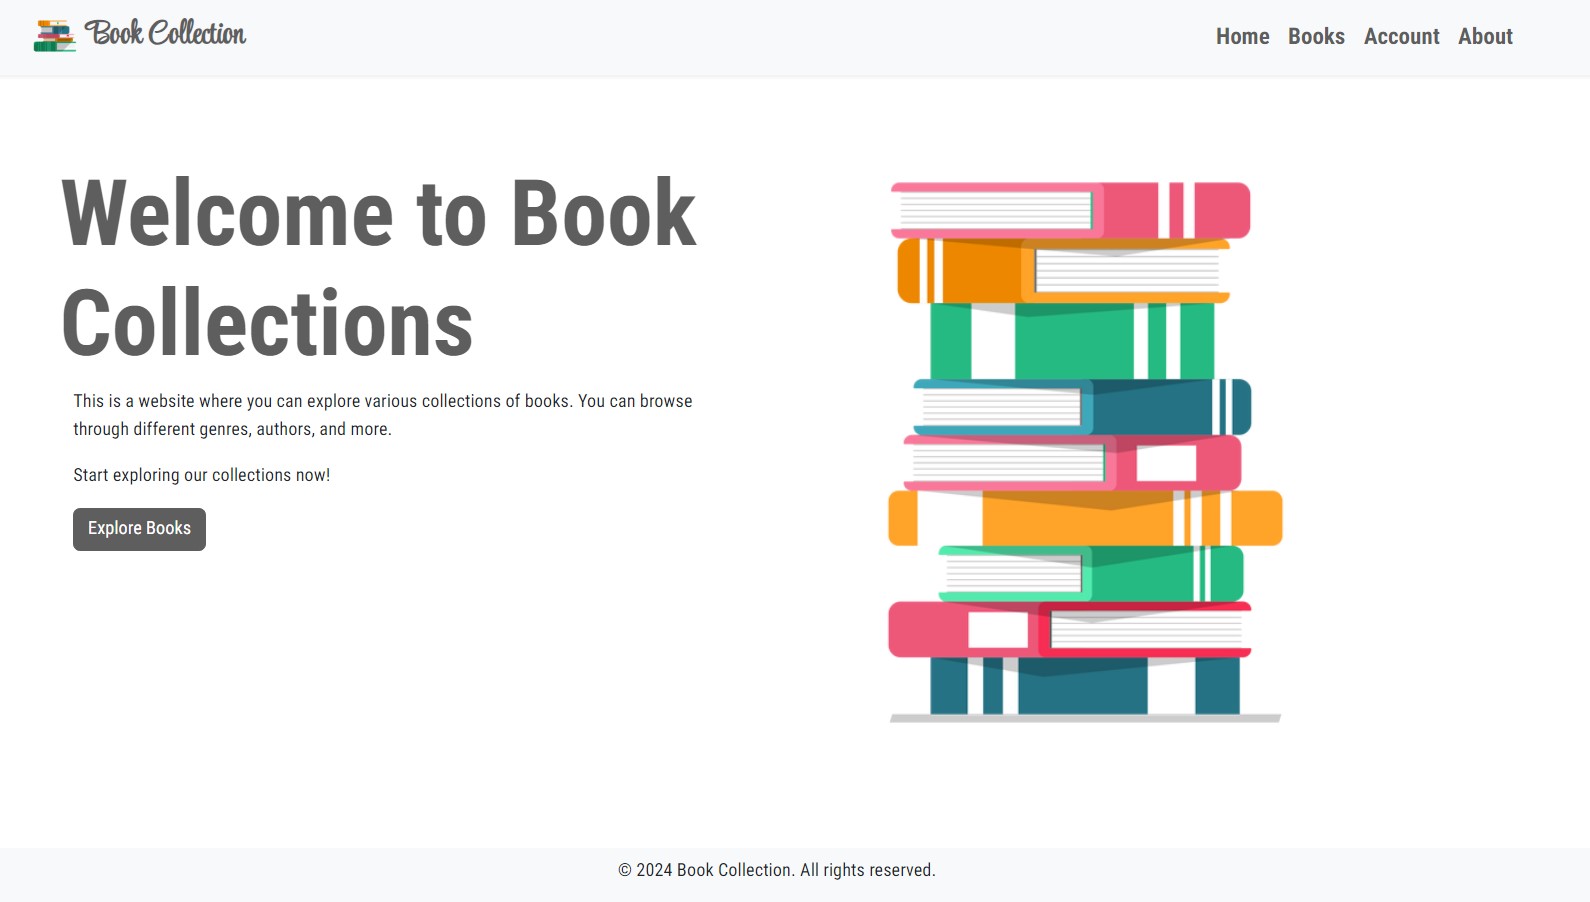 Book Collection
Home Books Account About
Welcome to Book
Collections
This is a website where you can explore various collections of books. You can browse
through different genres, authors, and more.
Start exploring our collections now!
Explore Books
© 2024 Book Collection. All rights reserved.